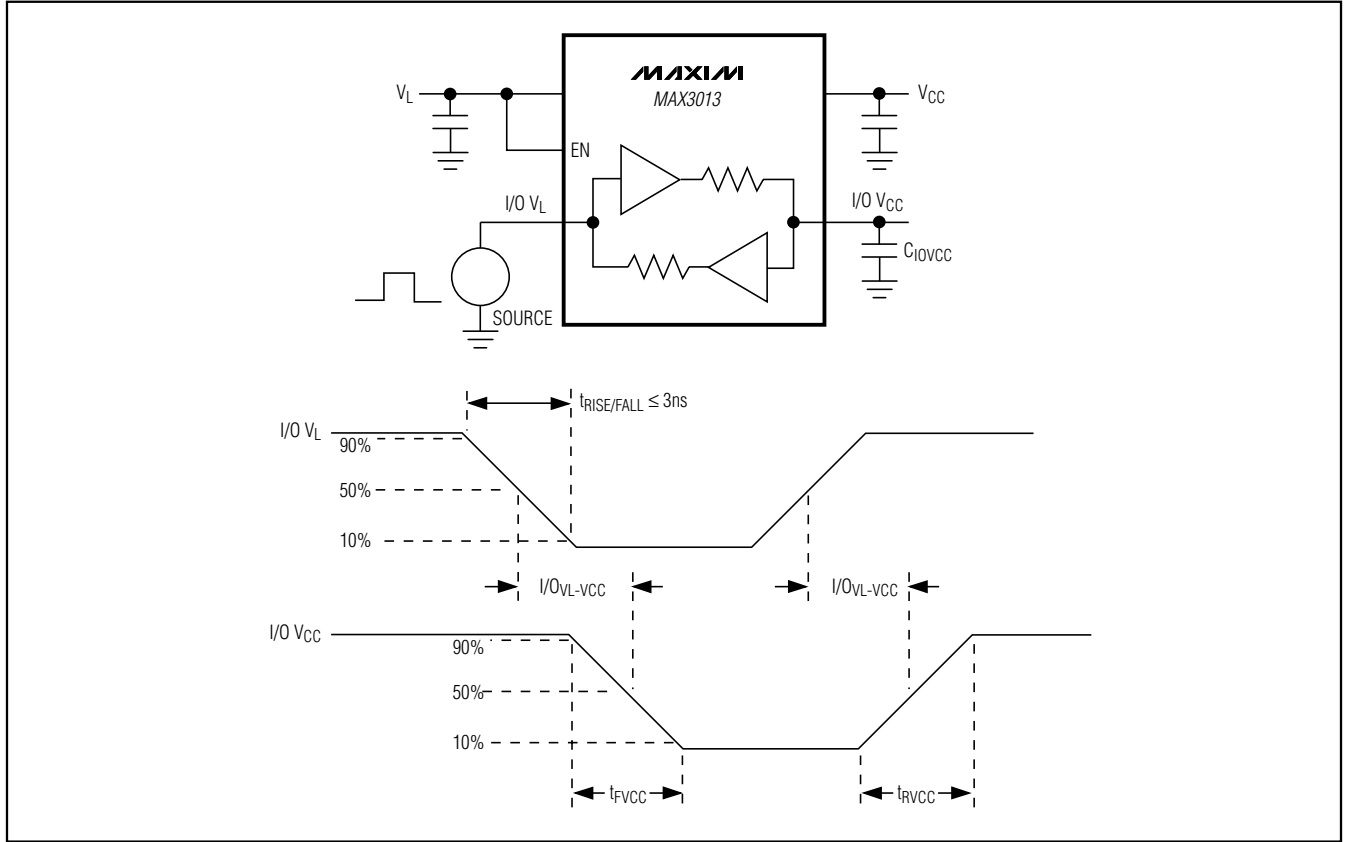 MAXIM
MAX3013
VL
VCC
EN
I/O VL
I/O VCC
CIOVCC
SOURCE
tRISE/FALL ≤ 3ns
I/O VL
90%
50%
10%
I/OVL-VCC
I/OVL-VCC
I/O VCC
90%
50%
10%
tFVCC
tRVCC